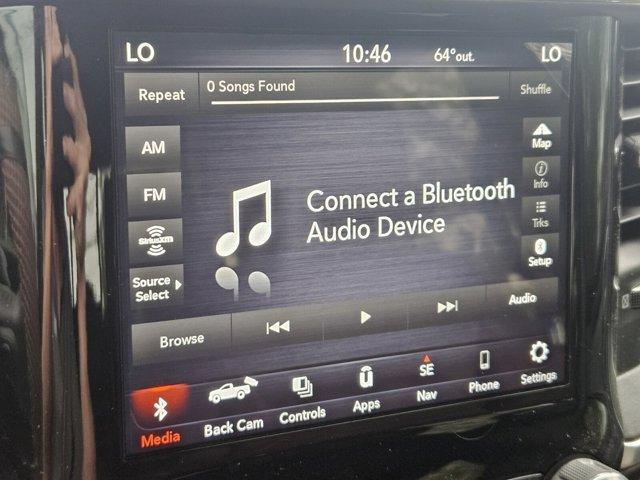 LO 10:46 64°out. LO
Repeat 0 Songs Found Shuffle
AM
FM
SiriusXM
Source
Select
Connect a Bluetooth
Audio Device
Map
Info
Trks
Setup
Browse Audio
Media Back Cam Controls Apps SE Nav Phone Settings